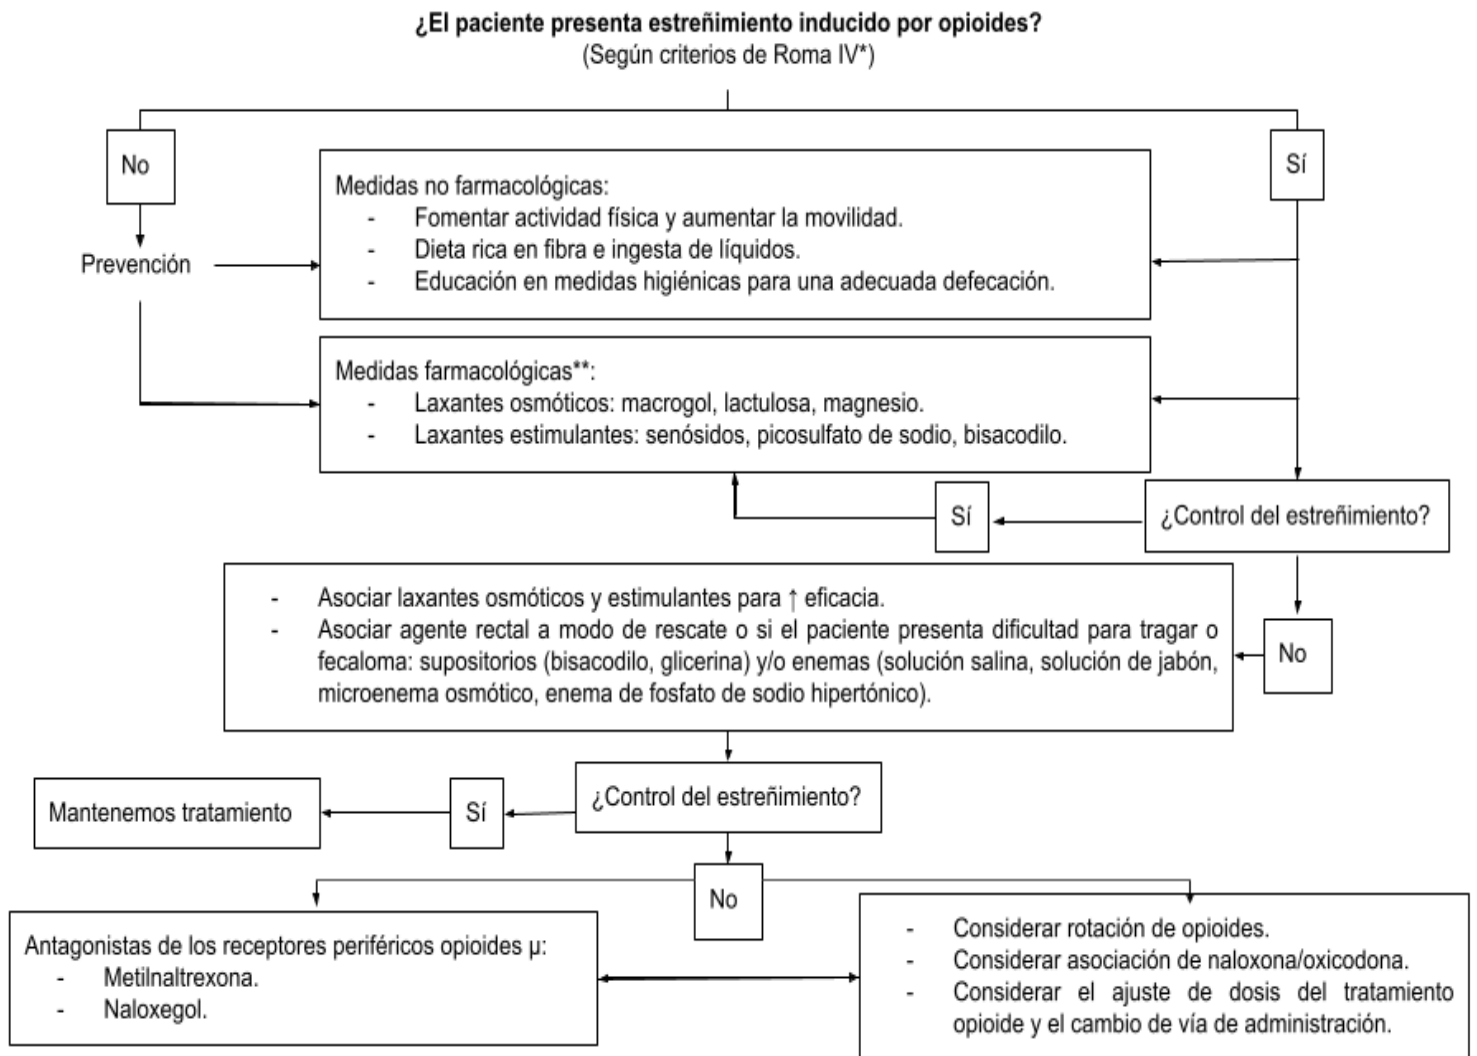 ¿El paciente presenta estreñimiento inducido por opioides?
(Según criterios de Roma IV*)
No
Sí
Medidas no farmacológicas:
- Fomentar actividad física y aumentar la movilidad.
- Dieta rica en fibra e ingesta de líquidos.
- Educación en medidas higiénicas para una adecuada defecación.
Prevención
Medidas farmacológicas**:
- Laxantes osmóticos: macrogol, lactulosa, magnesio.
- Laxantes estimulantes: senósidos, picosulfato de sodio, bisacodilo.
Sí
¿Control del estreñimiento?
- Asociar laxantes osmóticos y estimulantes para ↑ eficacia.
- Asociar agente rectal a modo de rescate o si el paciente presenta dificultad para tragar o
fecaloma: supositorios (bisacodilo, glicerina) y/o enemas (solución salina, solución de jabón,
microenema osmótico, enema de fosfato de sodio hipertónico).
No
Mantenemos tratamiento
Sí
¿Control del estreñimiento?
No
Antagonistas de los receptores periféricos opioides µ:
- Metilnaltrexona.
- Naloxegol.
- Considerar rotación de opioides.
- Considerar asociación de naloxona/oxicodona.
- Considerar el ajuste de dosis del tratamiento
opioide y el cambio de vía de administración.